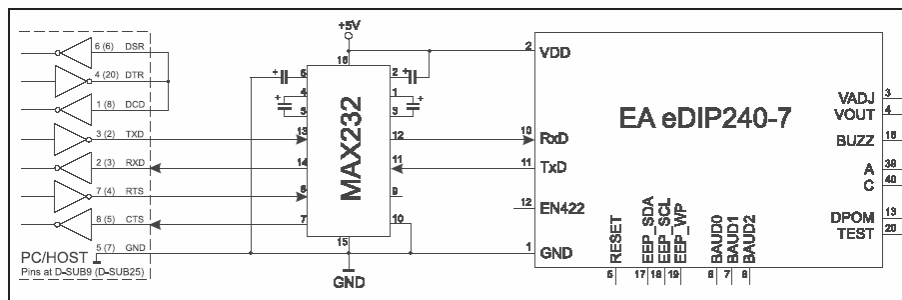 +5V
6 (6) DSR
4 (20) DTR
1 (8) DCD
3 (2) TXD
2 (3) RXD
7 (4) RTS
8 (5) CTS
5 (7) GND
PC/HOST
Pins at D-SUB9 (D-SUB25)
MAX232
16
2
1
3
4
5
13
12
14
11
9
7
10
15
GND
EA eDIP240-7
2 VDD
10 RxD
11 TxD
12 EN422
1 GND
VADJ 3
VOUT 4
BUZZ 16
A 39
C 40
DPOM 13
TEST 20
RESET
EEP_SDA
EEP_SCL
EEP_WP
BAUD0
BAUD1
BAUD2
5
17
18
19
6
7
8